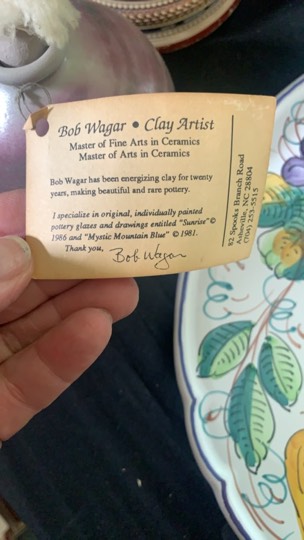 Bob Wagar • Clay Artist
Master of Fine Arts in Ceramics
Master of Arts in Ceramics
Bob Wagar has been energizing clay for twenty
years, making beautiful and rare pottery.
I specialize in original, individually painted
pottery glazes and drawings entitled "Sunrise"©
1986 and "Mystic Mountain Blue" © 1981.
Thank you,
Bob Wagar
82 Spooks Branch Road
Asheville, NC 28804
(704) 253-5515